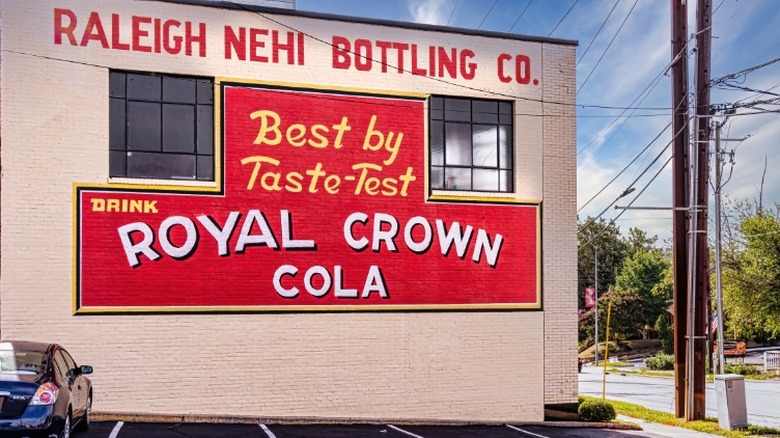 RALEIGH NEHI BOTTLING CO.
Best by
Taste-Test
DRINK
ROYAL CROWN
COLA